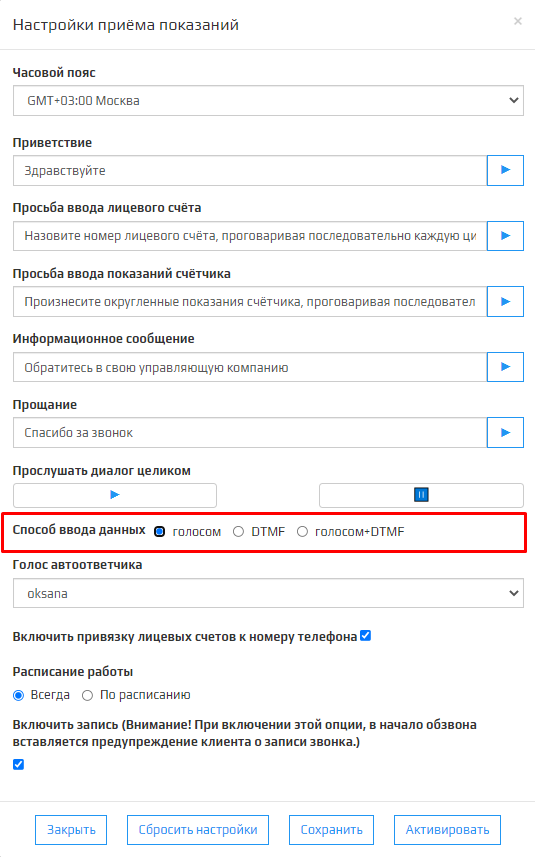 Настройки приёма показаний ×
Часовой пояс
GMT+03:00 Москва
Приветствие
Здравствуйте
Просьба ввода лицевого счёта
Назовите номер лицевого счёта, проговаривая последовательно каждую ци
Просьба ввода показаний счётчика
Произнесите округленные показания счётчика, проговаривая последовател
Информационное сообщение
Обратитесь в свою управляющую компанию
Прощание
Спасибо за звонок
Прослушать диалог целиком
Способ ввода данных голосом DTMF голосом+DTMF
Голос автоответчика
oksana
Включить привязку лицевых счетов к номеру телефона
Расписание работы
Всегда По расписанию
Включить запись (Внимание! При включении этой опции, в начало обзвона
вставляется предупреждение клиента о записи звонка.)
Закрыть Сбросить настройки Сохранить Активировать